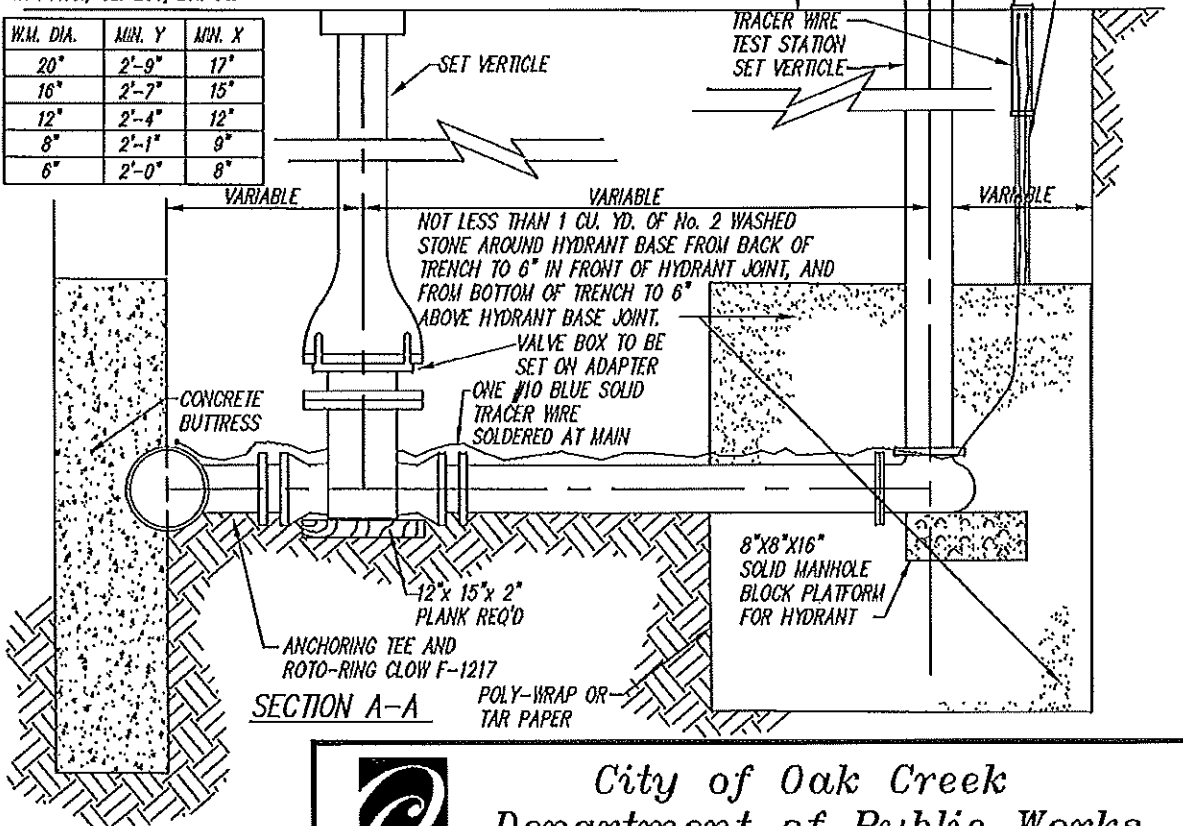 W.M. DIA. MIN. Y MIN. X
20" 2'-9" 17"
16" 2'-7" 15"
12" 2'-4" 12"
8" 2'-1" 9"
6" 2'-0" 8"
SET VERTICLE
TRACER WIRE
TEST STATION
SET VERTICLE
VARIABLE
VARIABLE
VARIABLE
NOT LESS THAN 1 CU. YD. OF No. 2 WASHED
STONE AROUND HYDRANT BASE FROM BACK OF
TRENCH TO 6" IN FRONT OF HYDRANT JOINT, AND
FROM BOTTOM OF TRENCH TO 6"
ABOVE HYDRANT BASE JOINT.
VALVE BOX TO BE
SET ON ADAPTER
ONE #10 BLUE SOLID
TRACER WIRE
SOLDERED AT MAIN
CONCRETE
BUTTRESS
8"X8"X16"
SOLID MANHOLE
BLOCK PLATFORM
FOR HYDRANT
12"x 15"x 2"
PLANK REQ'D
ANCHORING TEE AND
ROTO-RING CLOW F-1217
SECTION A-A
POLY-WRAP OR
TAR PAPER
City of Oak Creek
Department of Public Works